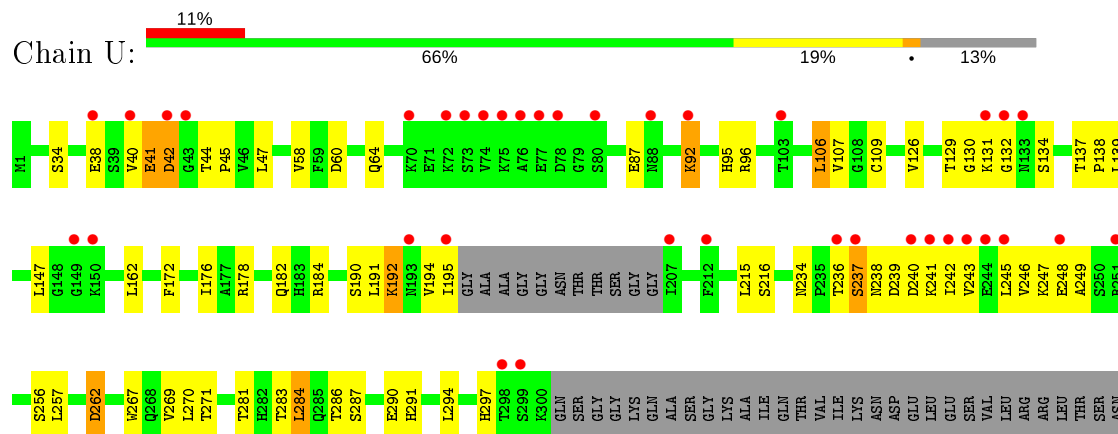 11%
Chain U:
66% 19% • 13%
M1 S34 E38 S39 V40 E41 D42 G43 T44 P45 V46 L47 V58 F59 D60 Q64 K70 E71 K72 S73 V74 K75 A76 E77 D78 G79 S80 E87 N88 K92 H95 R96 T103 L106 V107 G108 C109 V126 T129 G130 K131 G132 N133 S134 T137 P138 L139
L147 G148 G149 K150 L162 F172 I176 A177 R178 Q182 H183 R184 S190 L191 K192 N193 V194 I195 GLY ALA ALA GLY GLY ASN THR THR SER GLY GLY I207 F212 L215 S216 N234 P235 T236 S237 N238 D239 D240 K241 I242 V243 E244 L245 V246 K247 E248 A249 S250
S256 L257 D262 W267 Q268 V269 L270 T271 T281 H282 T283 L284 Q285 T286 S287 E290 H291 L294 H297 T298 S299 K300 GLN SER GLY GLY LYS GLN ALA SER GLY LYS ALA ILE GLN THR VAL ILE LYS ASN ASP GLU LEU GLU SER VAL LEU ARG ARG LEU THR SER